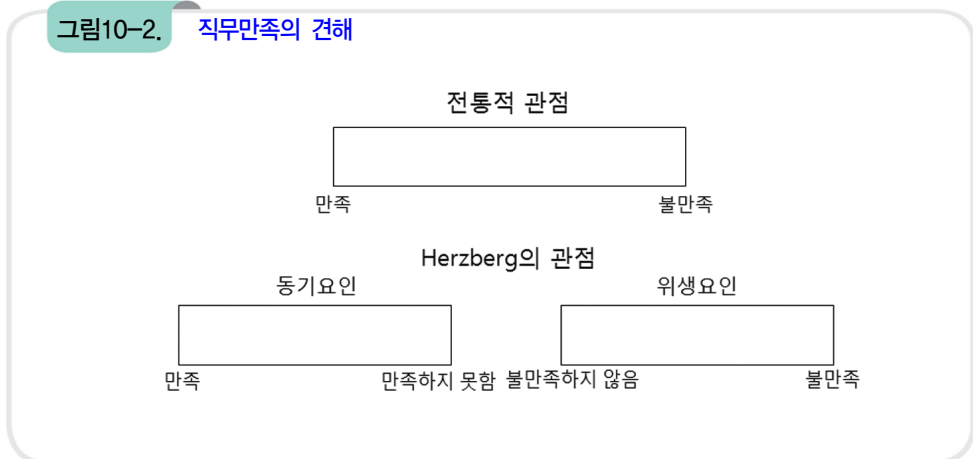 그림10-2. 직무만족의 견해
전통적 관점
만족 불만족
Herzberg의 관점
동기요인 위생요인
만족 만족하지 못함 불만족하지 않음 불만족